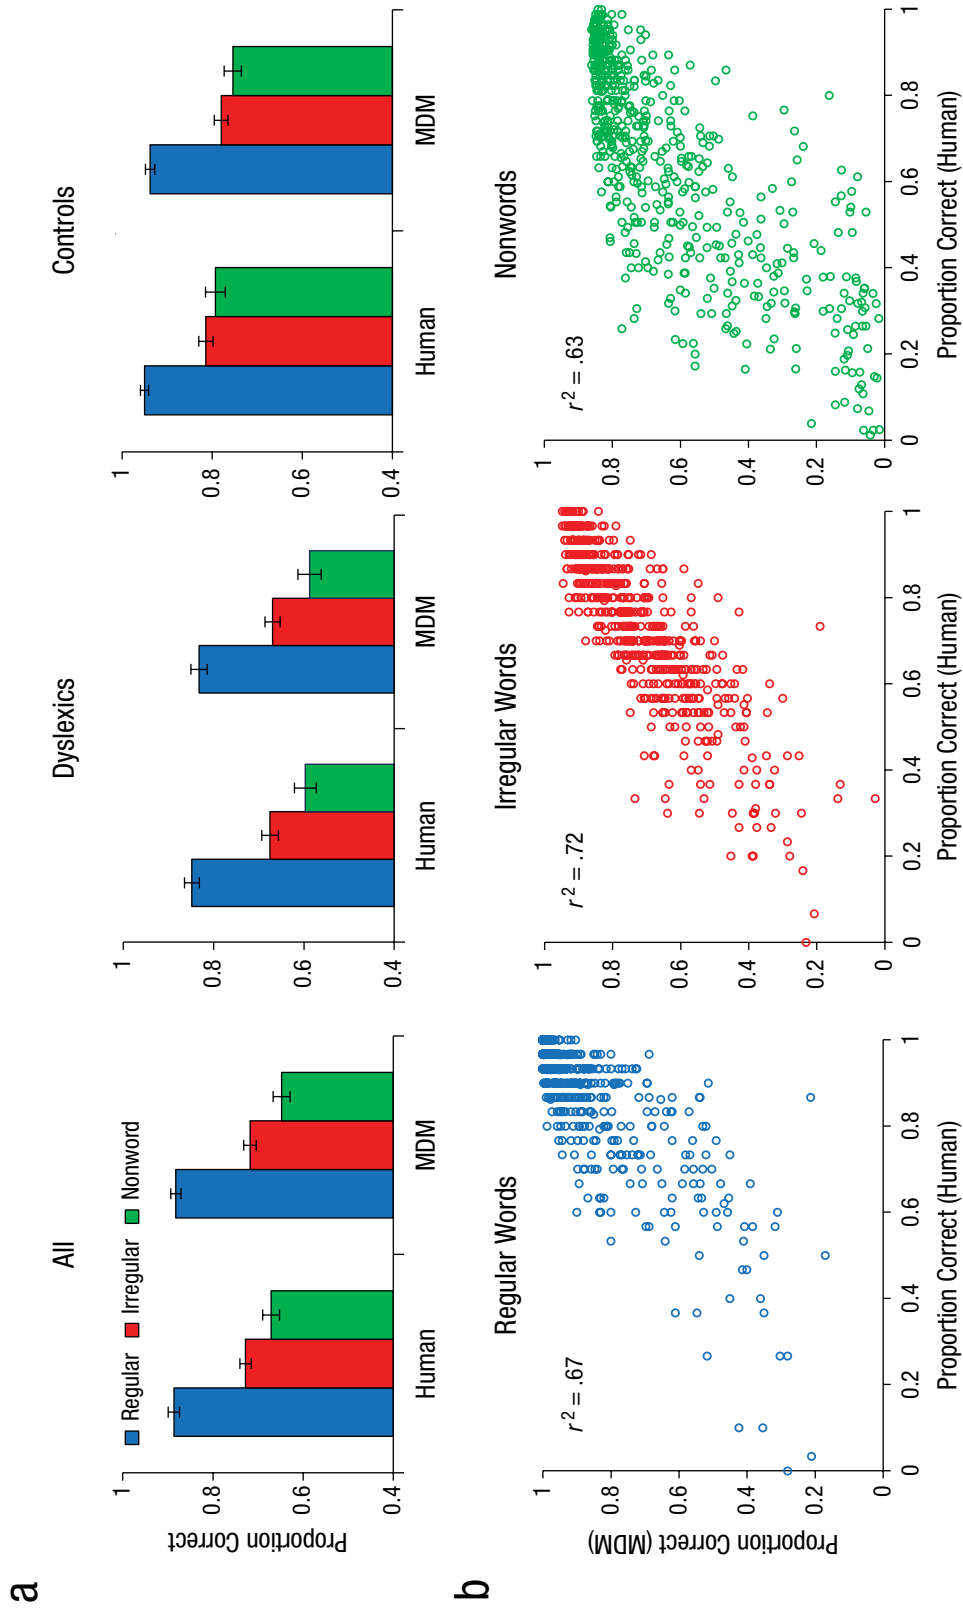 a
All
Dyslexics
Controls
Regular Irregular Nonword
Proportion Correct
1
0.8
0.6
0.4
Human
MDM
1
0.8
0.6
0.4
Human
MDM
1
0.8
0.6
0.4
Human
MDM
b
Regular Words
r² = .67
Proportion Correct (MDM)
1
0.8
0.6
0.4
0.2
0
0 0.2 0.4 0.6 0.8 1
Proportion Correct (Human)
Irregular Words
r² = .72
1
0.8
0.6
0.4
0.2
0
0 0.2 0.4 0.6 0.8 1
Proportion Correct (Human)
Nonwords
r² = .63
1
0.8
0.6
0.4
0.2
0
0 0.2 0.4 0.6 0.8 1
Proportion Correct (Human)